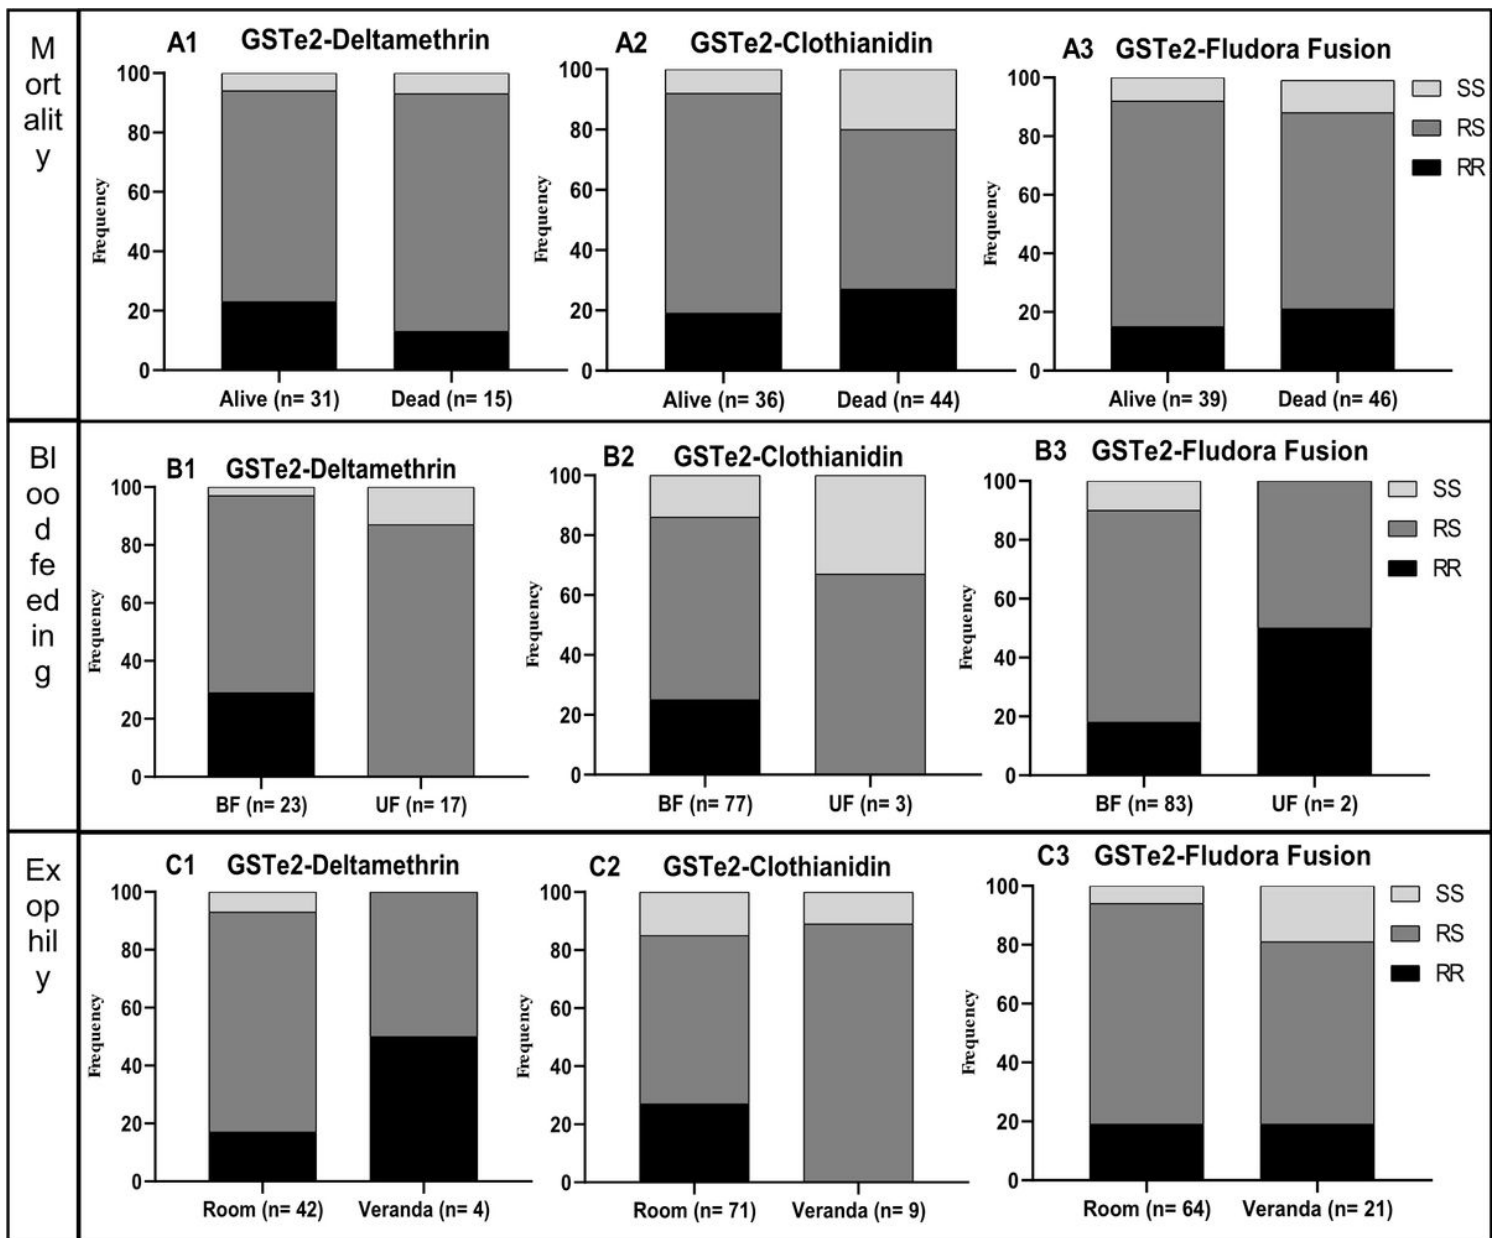 M
ort
alit
y
A1 GSTe2-Deltamethrin
Frequency
100
80
60
40
20
0
Alive (n= 31) Dead (n= 15)
A2 GSTe2-Clothianidin
Frequency
100
80
60
40
20
0
Alive (n= 36) Dead (n= 44)
A3 GSTe2-Fludora Fusion
Frequency
100
80
60
40
20
0
Alive (n= 39) Dead (n= 46)
SS
RS
RR
Bl
oo
d
fe
ed
in
g
B1 GSTe2-Deltamethrin
Frequency
100
80
60
40
20
0
BF (n= 23) UF (n= 17)
B2 GSTe2-Clothianidin
Frequency
100
80
60
40
20
0
BF (n= 77) UF (n= 3)
B3 GSTe2-Fludora Fusion
Frequency
100
80
60
40
20
0
BF (n= 83) UF (n= 2)
SS
RS
RR
Ex
op
hil
y
C1 GSTe2-Deltamethrin
Frequency
100
80
60
40
20
0
Room (n= 42) Veranda (n= 4)
C2 GSTe2-Clothianidin
Frequency
100
80
60
40
20
0
Room (n= 71) Veranda (n= 9)
C3 GSTe2-Fludora Fusion
Frequency
100
80
60
40
20
0
Room (n= 64) Veranda (n= 21)
SS
RS
RR